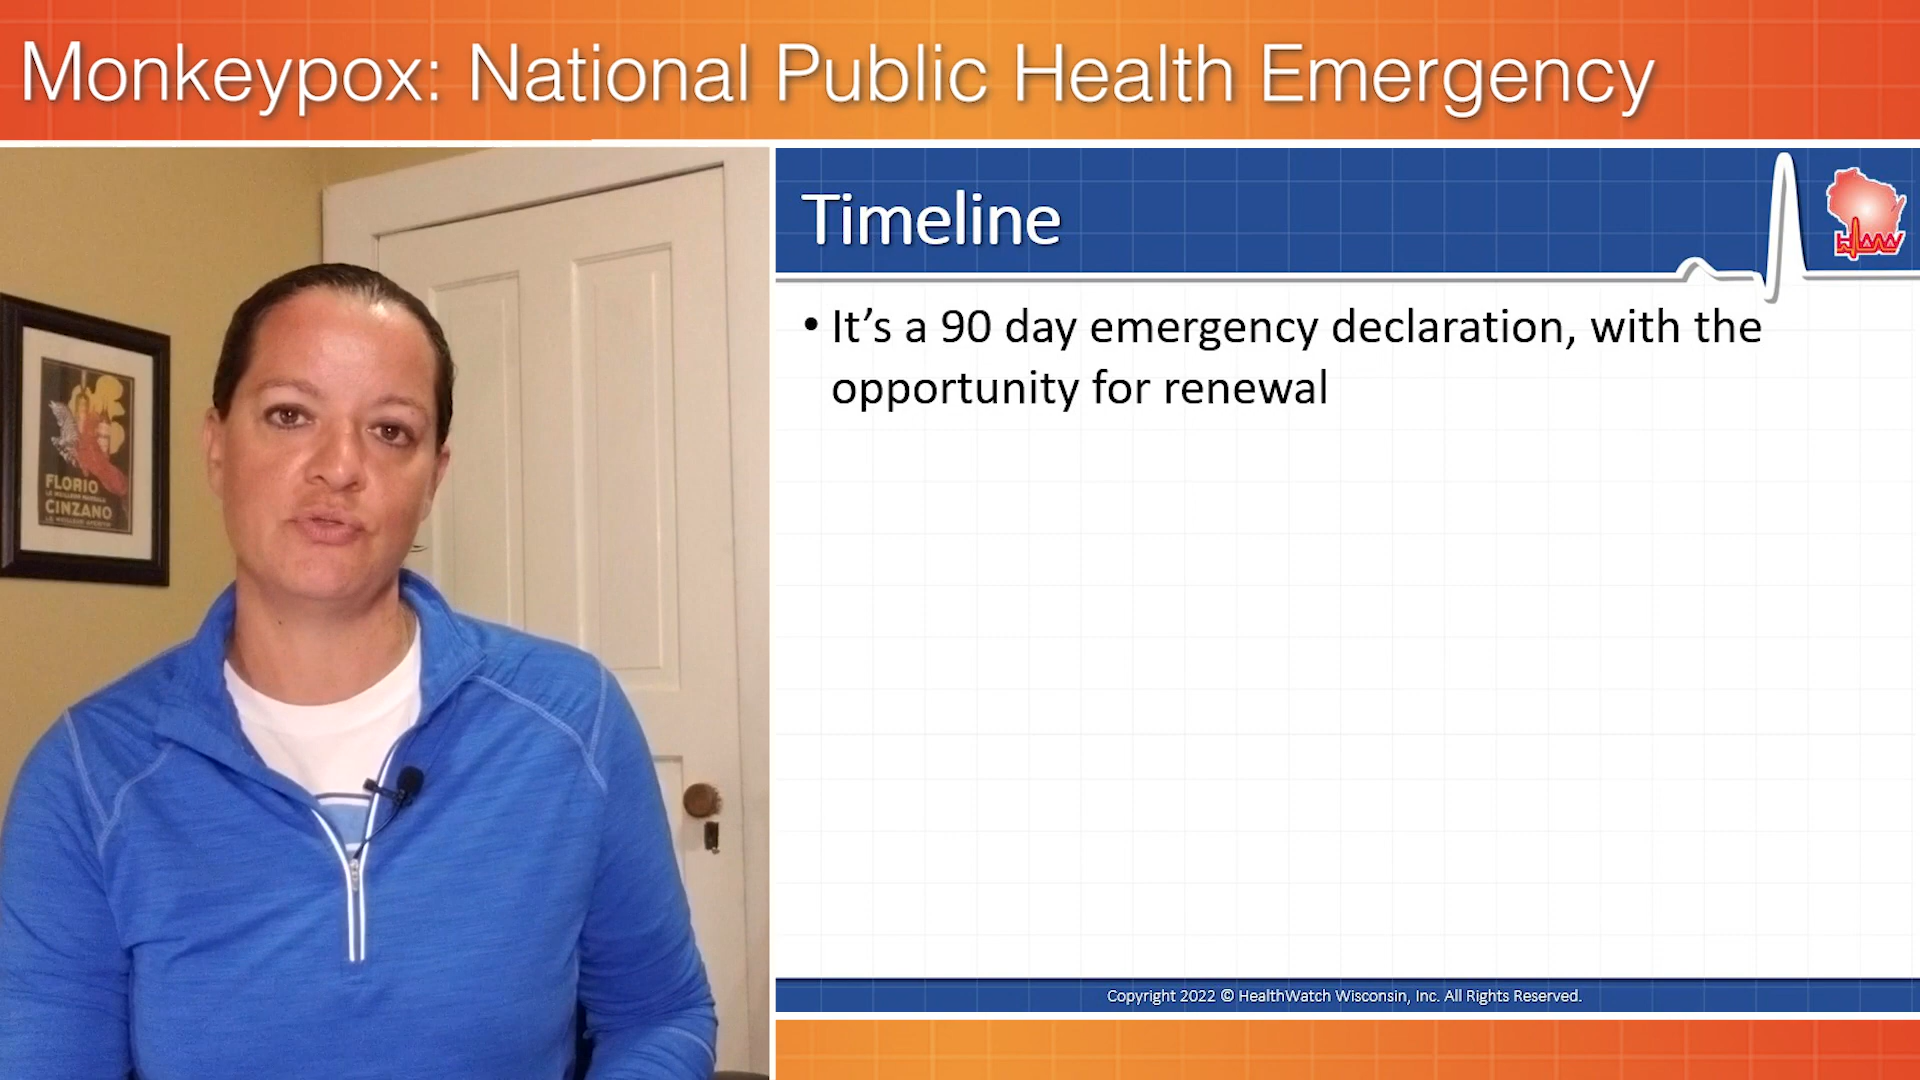 Monkeypox: National Public Health Emergency
Timeline
• It’s a 90 day emergency declaration, with the
opportunity for renewal
FLORIO
CINZANO
HWW
Copyright 2022 © HealthWatch Wisconsin, Inc. All Rights Reserved.